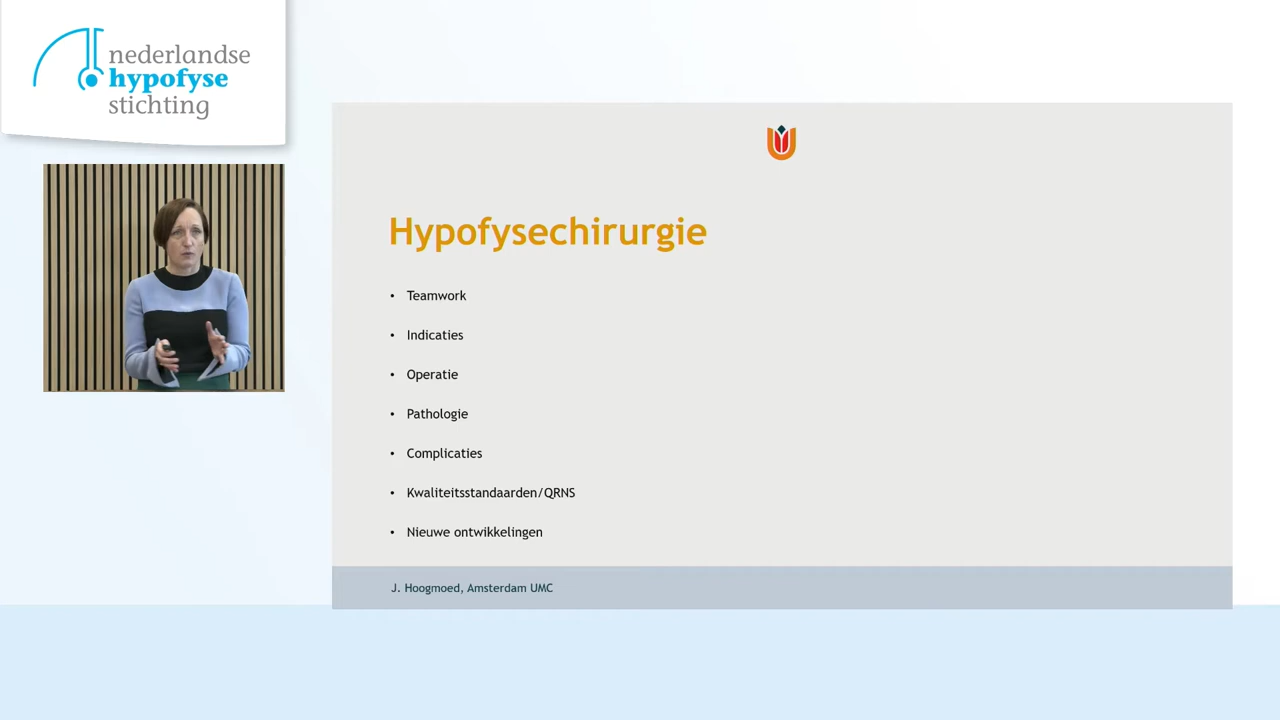 nederlandse
hypofyse
stichting
Hypofysechirurgie
• Teamwork
• Indicaties
• Operatie
• Pathologie
• Complicaties
• Kwaliteitsstandaarden/QRNS
• Nieuwe ontwikkelingen
J. Hoogmoed, Amsterdam UMC